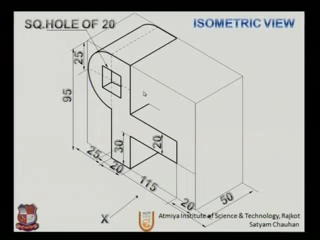 SQ.HOLE OF 20
ISOMETRIC VIEW
25
95
30
20
25
20
115
20
50
X
Atmiya Institute of Science & Technology, Rajkot
Satyam Chauhan